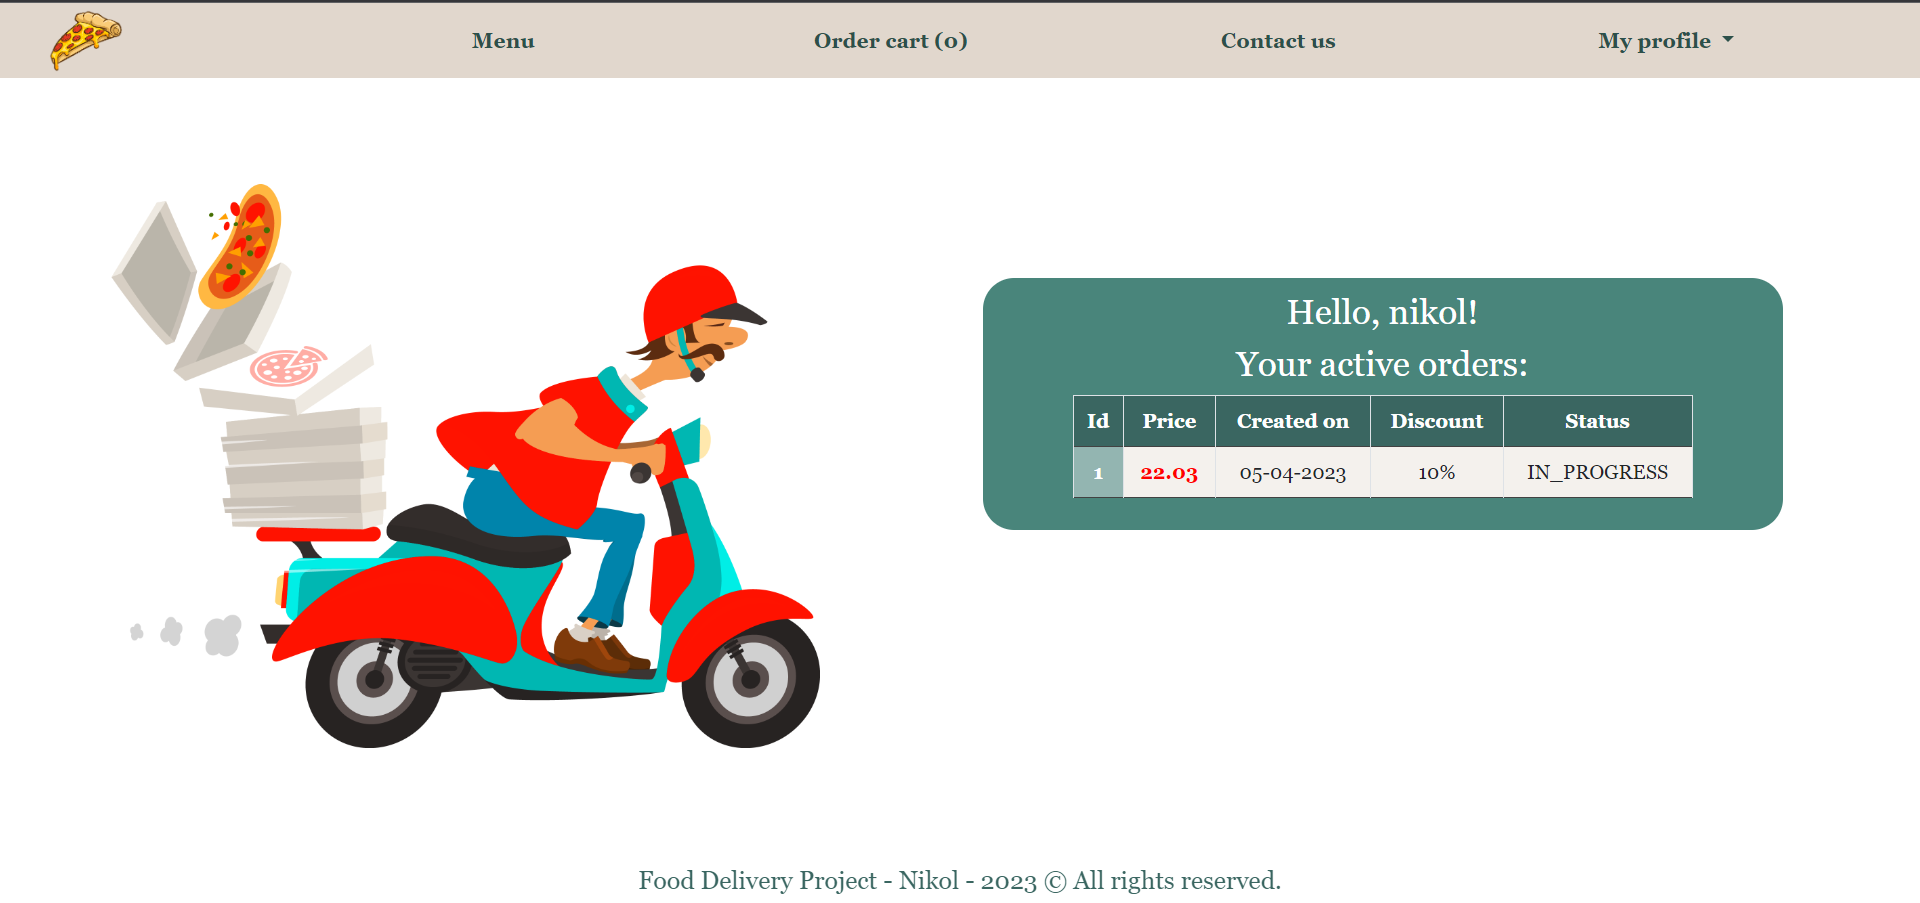 Menu Order cart (0) Contact us My profile
Hello, nikol!
Your active orders:
Id Price Created on Discount Status
1 22.03 05-04-2023 10% IN_PROGRESS
Food Delivery Project - Nikol - 2023 © All rights reserved.